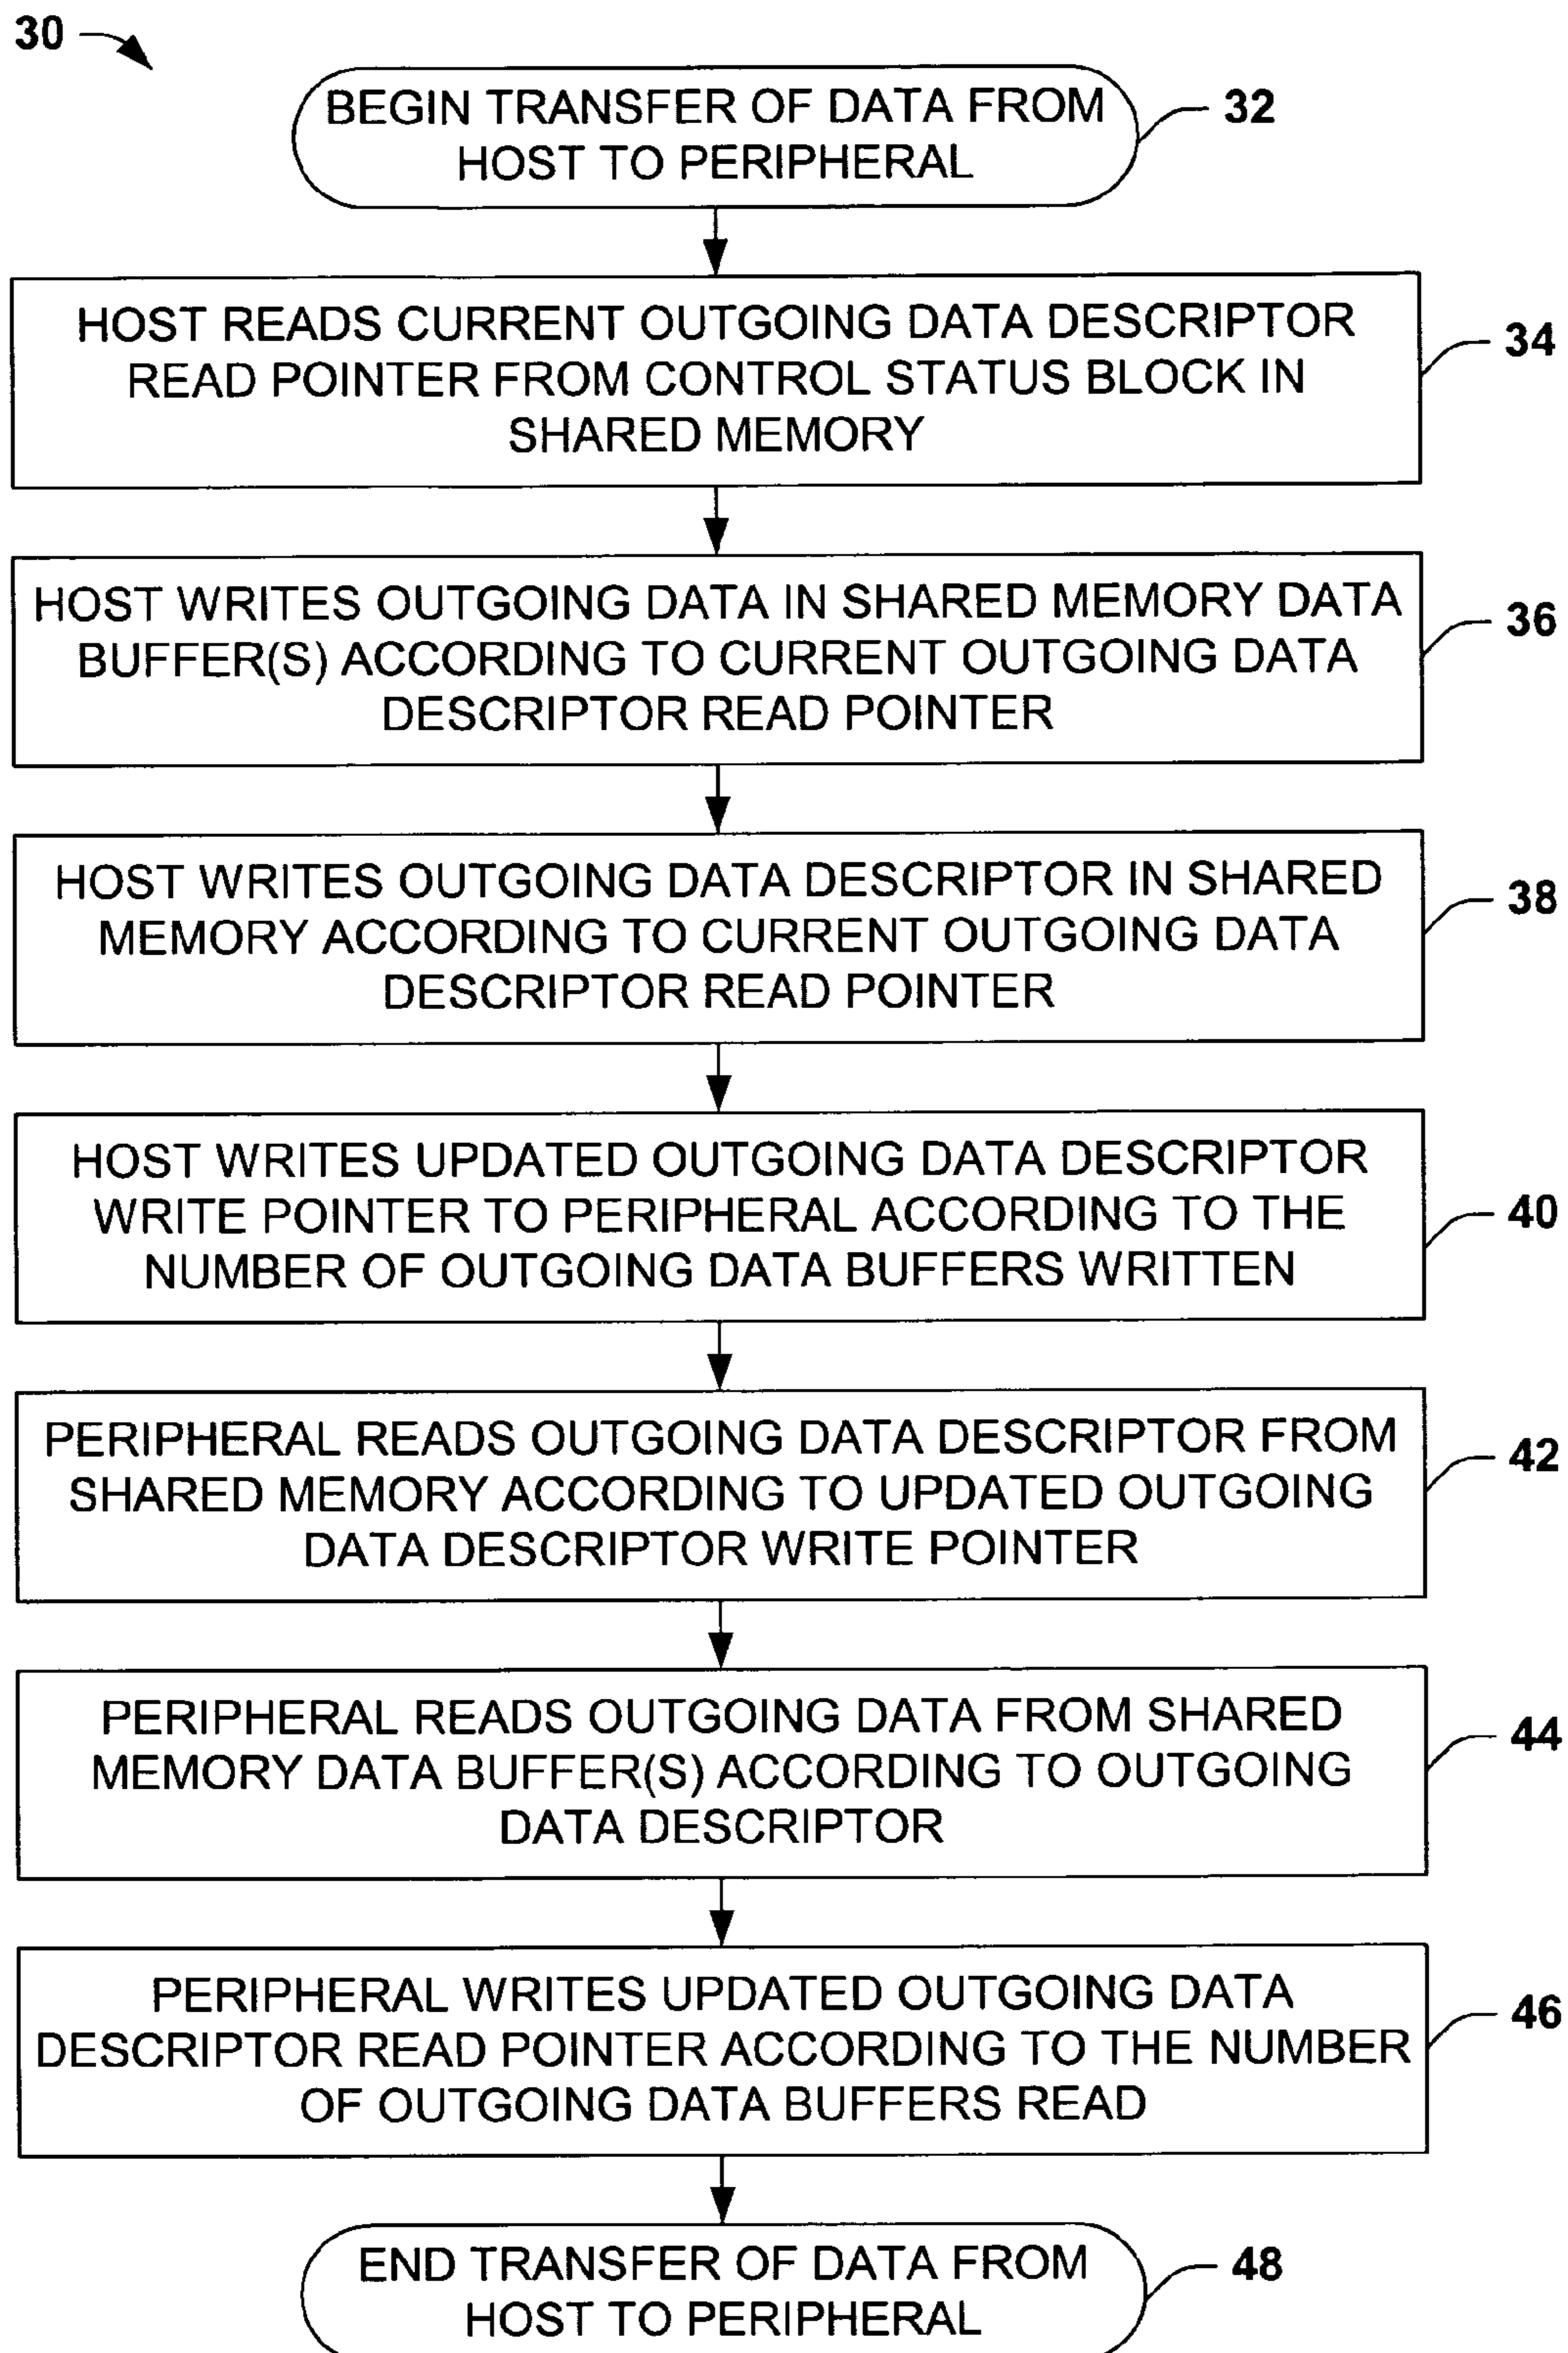 30
BEGIN TRANSFER OF DATA FROM
HOST TO PERIPHERAL
32
HOST READS CURRENT OUTGOING DATA DESCRIPTOR
READ POINTER FROM CONTROL STATUS BLOCK IN
SHARED MEMORY
34
HOST WRITES OUTGOING DATA IN SHARED MEMORY DATA
BUFFER(S) ACCORDING TO CURRENT OUTGOING DATA
DESCRIPTOR READ POINTER
36
HOST WRITES OUTGOING DATA DESCRIPTOR IN SHARED
MEMORY ACCORDING TO CURRENT OUTGOING DATA
DESCRIPTOR READ POINTER
38
HOST WRITES UPDATED OUTGOING DATA DESCRIPTOR
WRITE POINTER TO PERIPHERAL ACCORDING TO THE
NUMBER OF OUTGOING DATA BUFFERS WRITTEN
40
PERIPHERAL READS OUTGOING DATA DESCRIPTOR FROM
SHARED MEMORY ACCORDING TO UPDATED OUTGOING
DATA DESCRIPTOR WRITE POINTER
42
PERIPHERAL READS OUTGOING DATA FROM SHARED
MEMORY DATA BUFFER(S) ACCORDING TO OUTGOING
DATA DESCRIPTOR
44
PERIPHERAL WRITES UPDATED OUTGOING DATA
DESCRIPTOR READ POINTER ACCORDING TO THE NUMBER
OF OUTGOING DATA BUFFERS READ
46
END TRANSFER OF DATA FROM
HOST TO PERIPHERAL
48